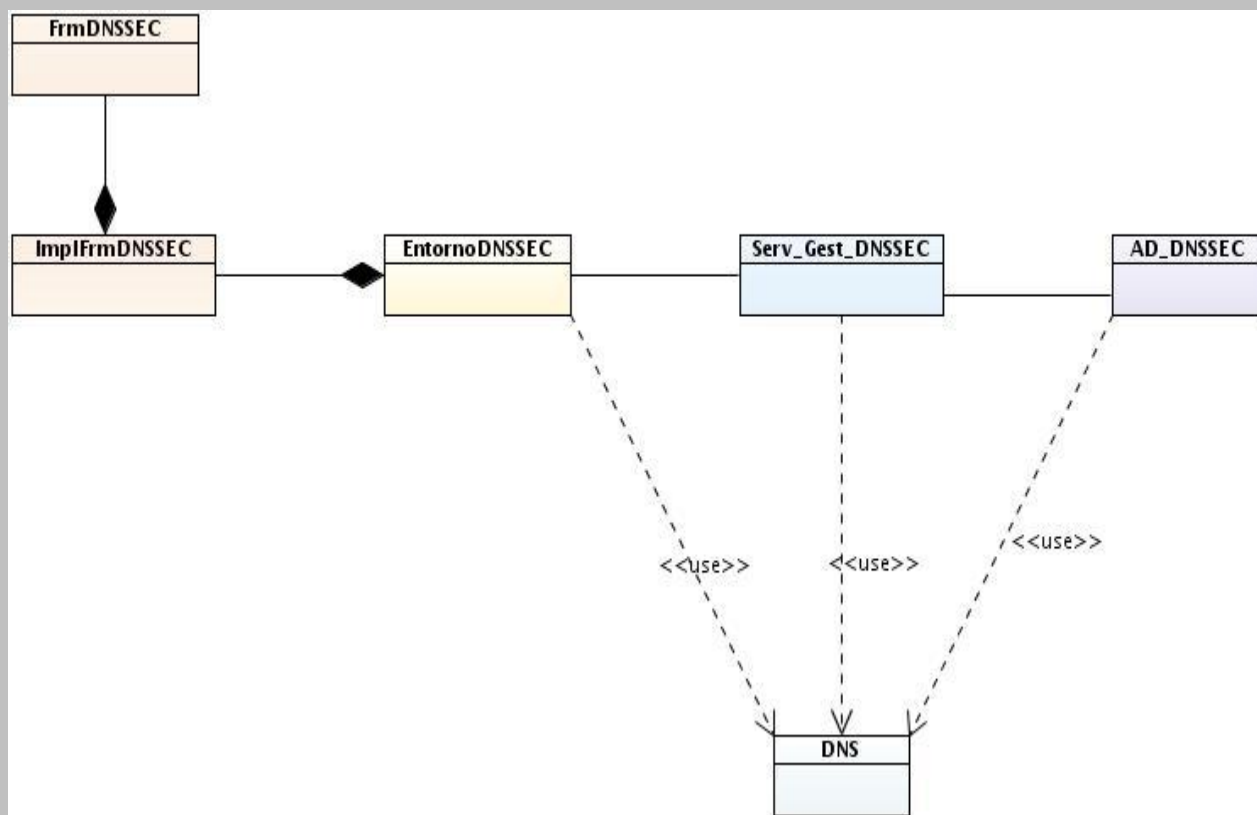 FrmDNSSEC
ImplFrmDNSSEC
EntornoDNSSEC
Serv_Gest_DNSSEC
AD_DNSSEC
<<use>>
<<use>>
<<use>>
DNS